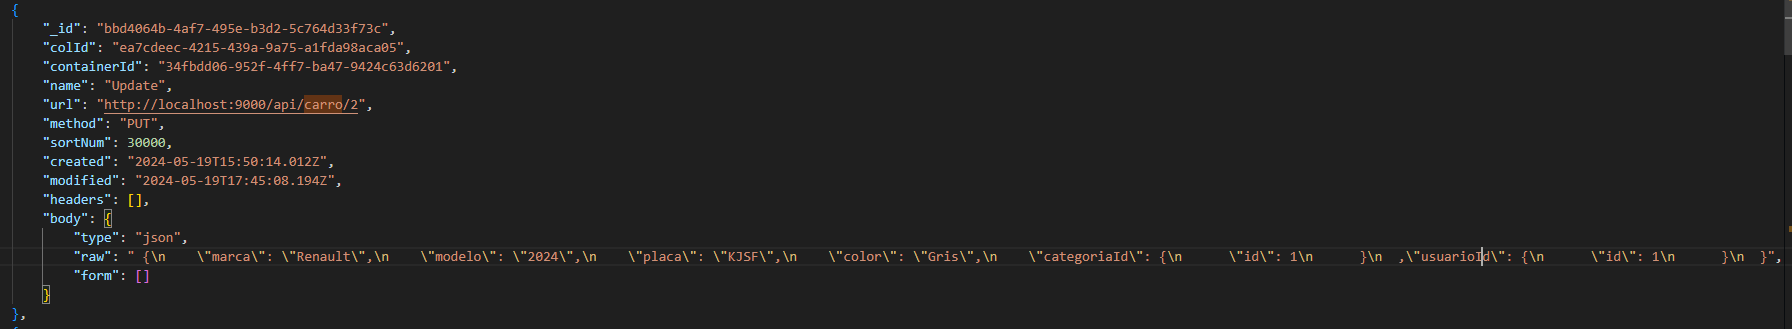 {
"_id": "bbd4064b-4af7-495e-b3d2-5c764d33f73c",
"colId": "ea7cdeec-4215-439a-9a75-a1fda98aca05",
"containerId": "34fbdd06-952f-4ff7-ba47-9424c63d6201",
"name": "Update",
"url": "http://localhost:9000/api/carro/2",
"method": "PUT",
"sortNum": 30000,
"created": "2024-05-19T15:50:14.012Z",
"modified": "2024-05-19T17:45:08.194Z",
"headers": [],
"body": {
"type": "json",
"raw": " {\n    \"marca\": \"Renault\",\n    \"modelo\": \"2024\",\n    \"placa\": \"KJSF\",\n    \"color\": \"Gris\",\n    \"categoriaId\": {\n      \"id\": 1\n      }\n  ,\"usuarioId\": {\n      \"id\": 1\n      }\n  }",
"form": []
}
},